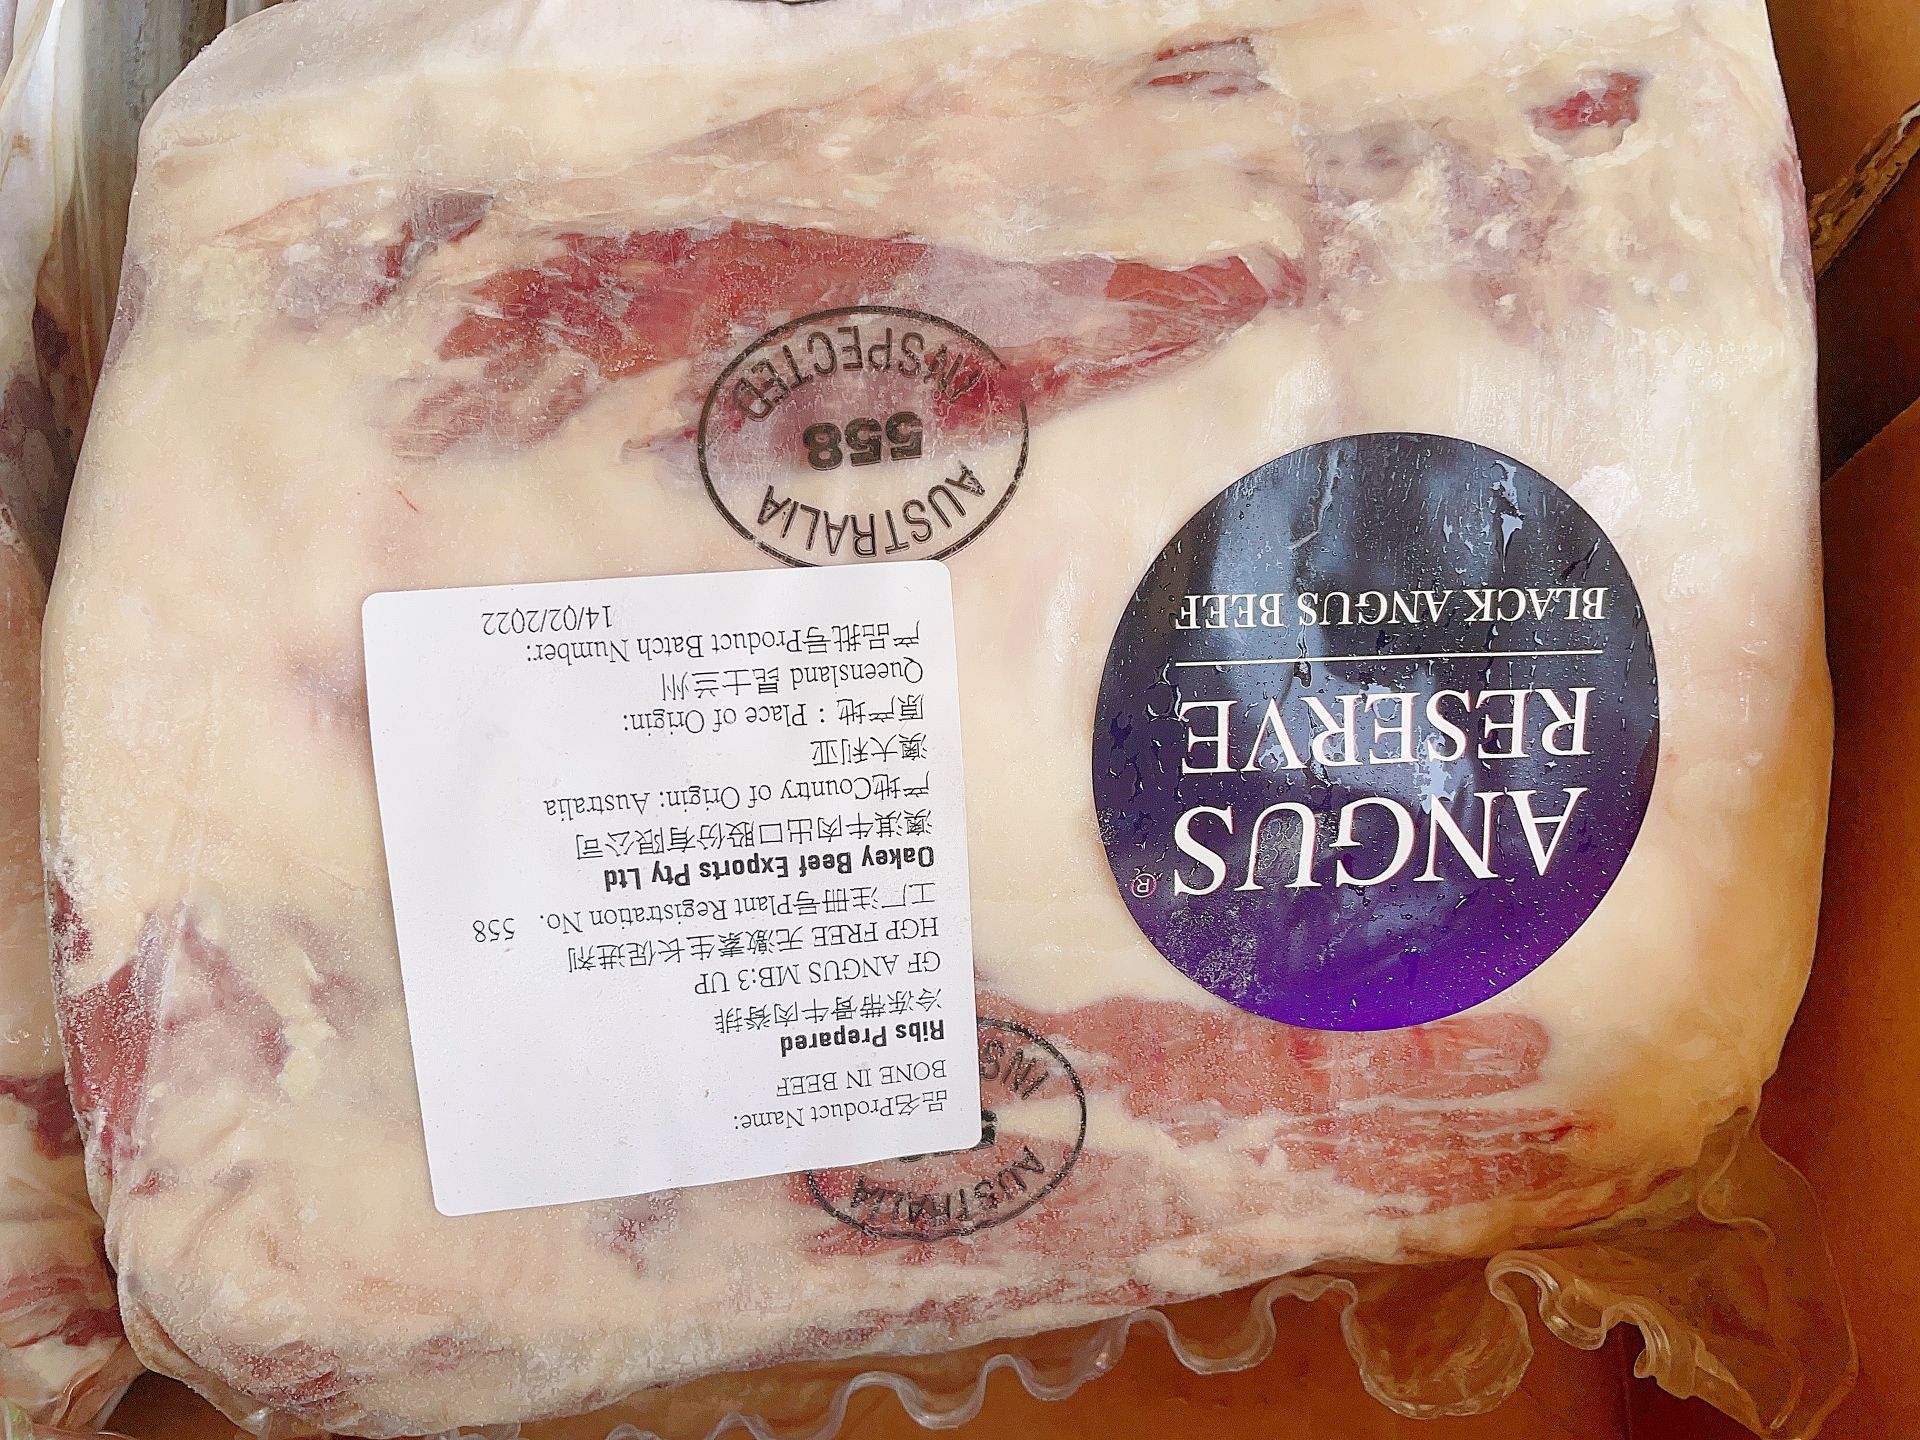 品名Product Name:
BONE IN BEEF
Ribs Prepared
冷冻带骨牛肉脊排
GF ANGUS MB:3 UP
HGP FREE 无激素生长促进剂
工厂注册号Plant Registration No. 558
Oakey Beef Exports Pty Ltd
澳淇牛肉出口股份有限公司
产地Country of Origin: Australia
澳大利亚
原产地：Place of Origin:
Queensland 昆士兰州
产品批号Product Batch Number:
14/02/2022
ANGUS
RESERVE
®
BLACK ANGUS BEEF
AUSTRALIA
558
INSPECTED
AUSTRALIA
INS